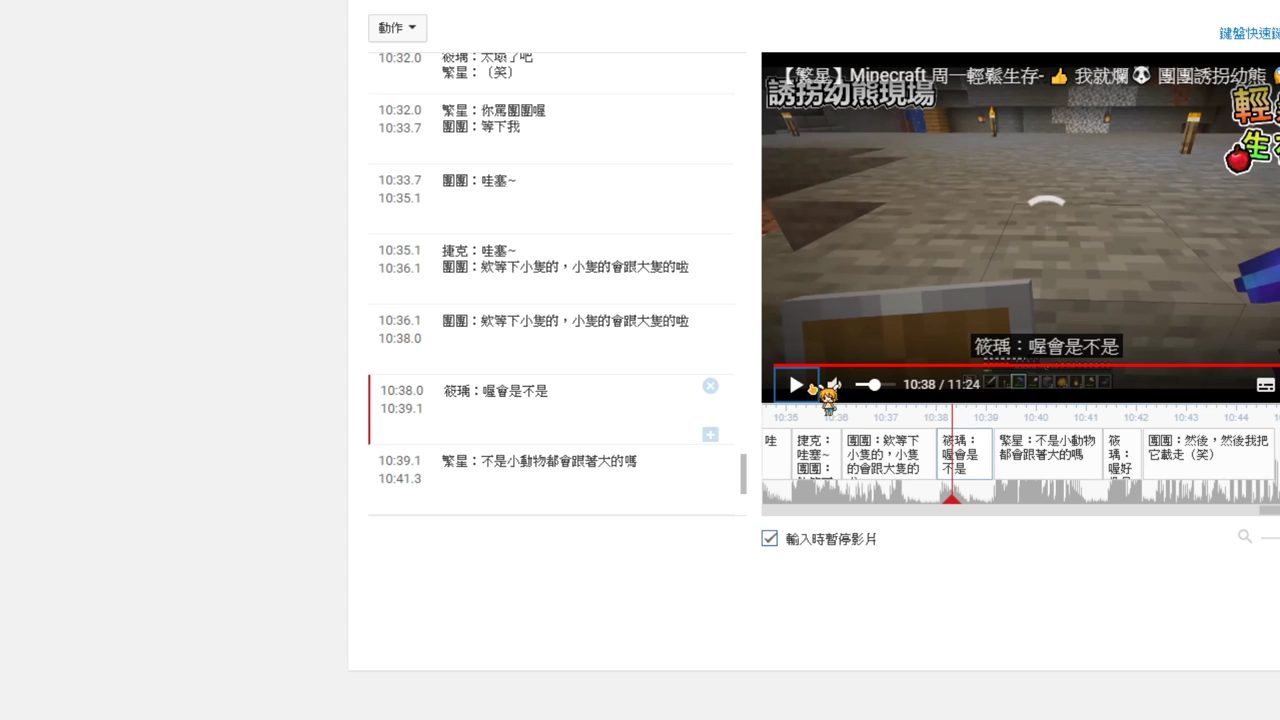 動作
鍵盤快速
10:32.0
筱瑀：太壞了吧
繁星：（笑）
10:32.0
10:33.7
繁星：你罵團團喔
團團：等下我
10:33.7
10:35.1
團團：哇塞~
10:35.1
10:36.1
捷克：哇塞~
團團：欸等下小隻的，小隻的會跟大隻的啦
10:36.1
10:38.0
團團：欸等下小隻的，小隻的會跟大隻的啦
10:38.0
10:39.1
筱瑀：喔會是不是
10:39.1
10:41.3
繁星：不是小動物都會跟著大的嗎
【繁星】Minecraft 周一輕鬆生存-👍 我就爛🐼 團團誘拐幼熊
誘拐幼熊現場
輕
生存
筱瑀：喔會是不是
10:38 / 11:24
10:35 10:36 10:37 10:38 10:39 10:40 10:41 10:42 10:43 10:44
哇
捷克：
哇塞~
團團：
團團：欸等下
小隻的，小隻
的會跟大隻的
筱瑀：
喔會是
不是
繁星：不是小動物
都會跟著大的嗎
筱
瑀：
喔好
團團：然後，然後我把
它載走（笑）
輸入時暫停影片